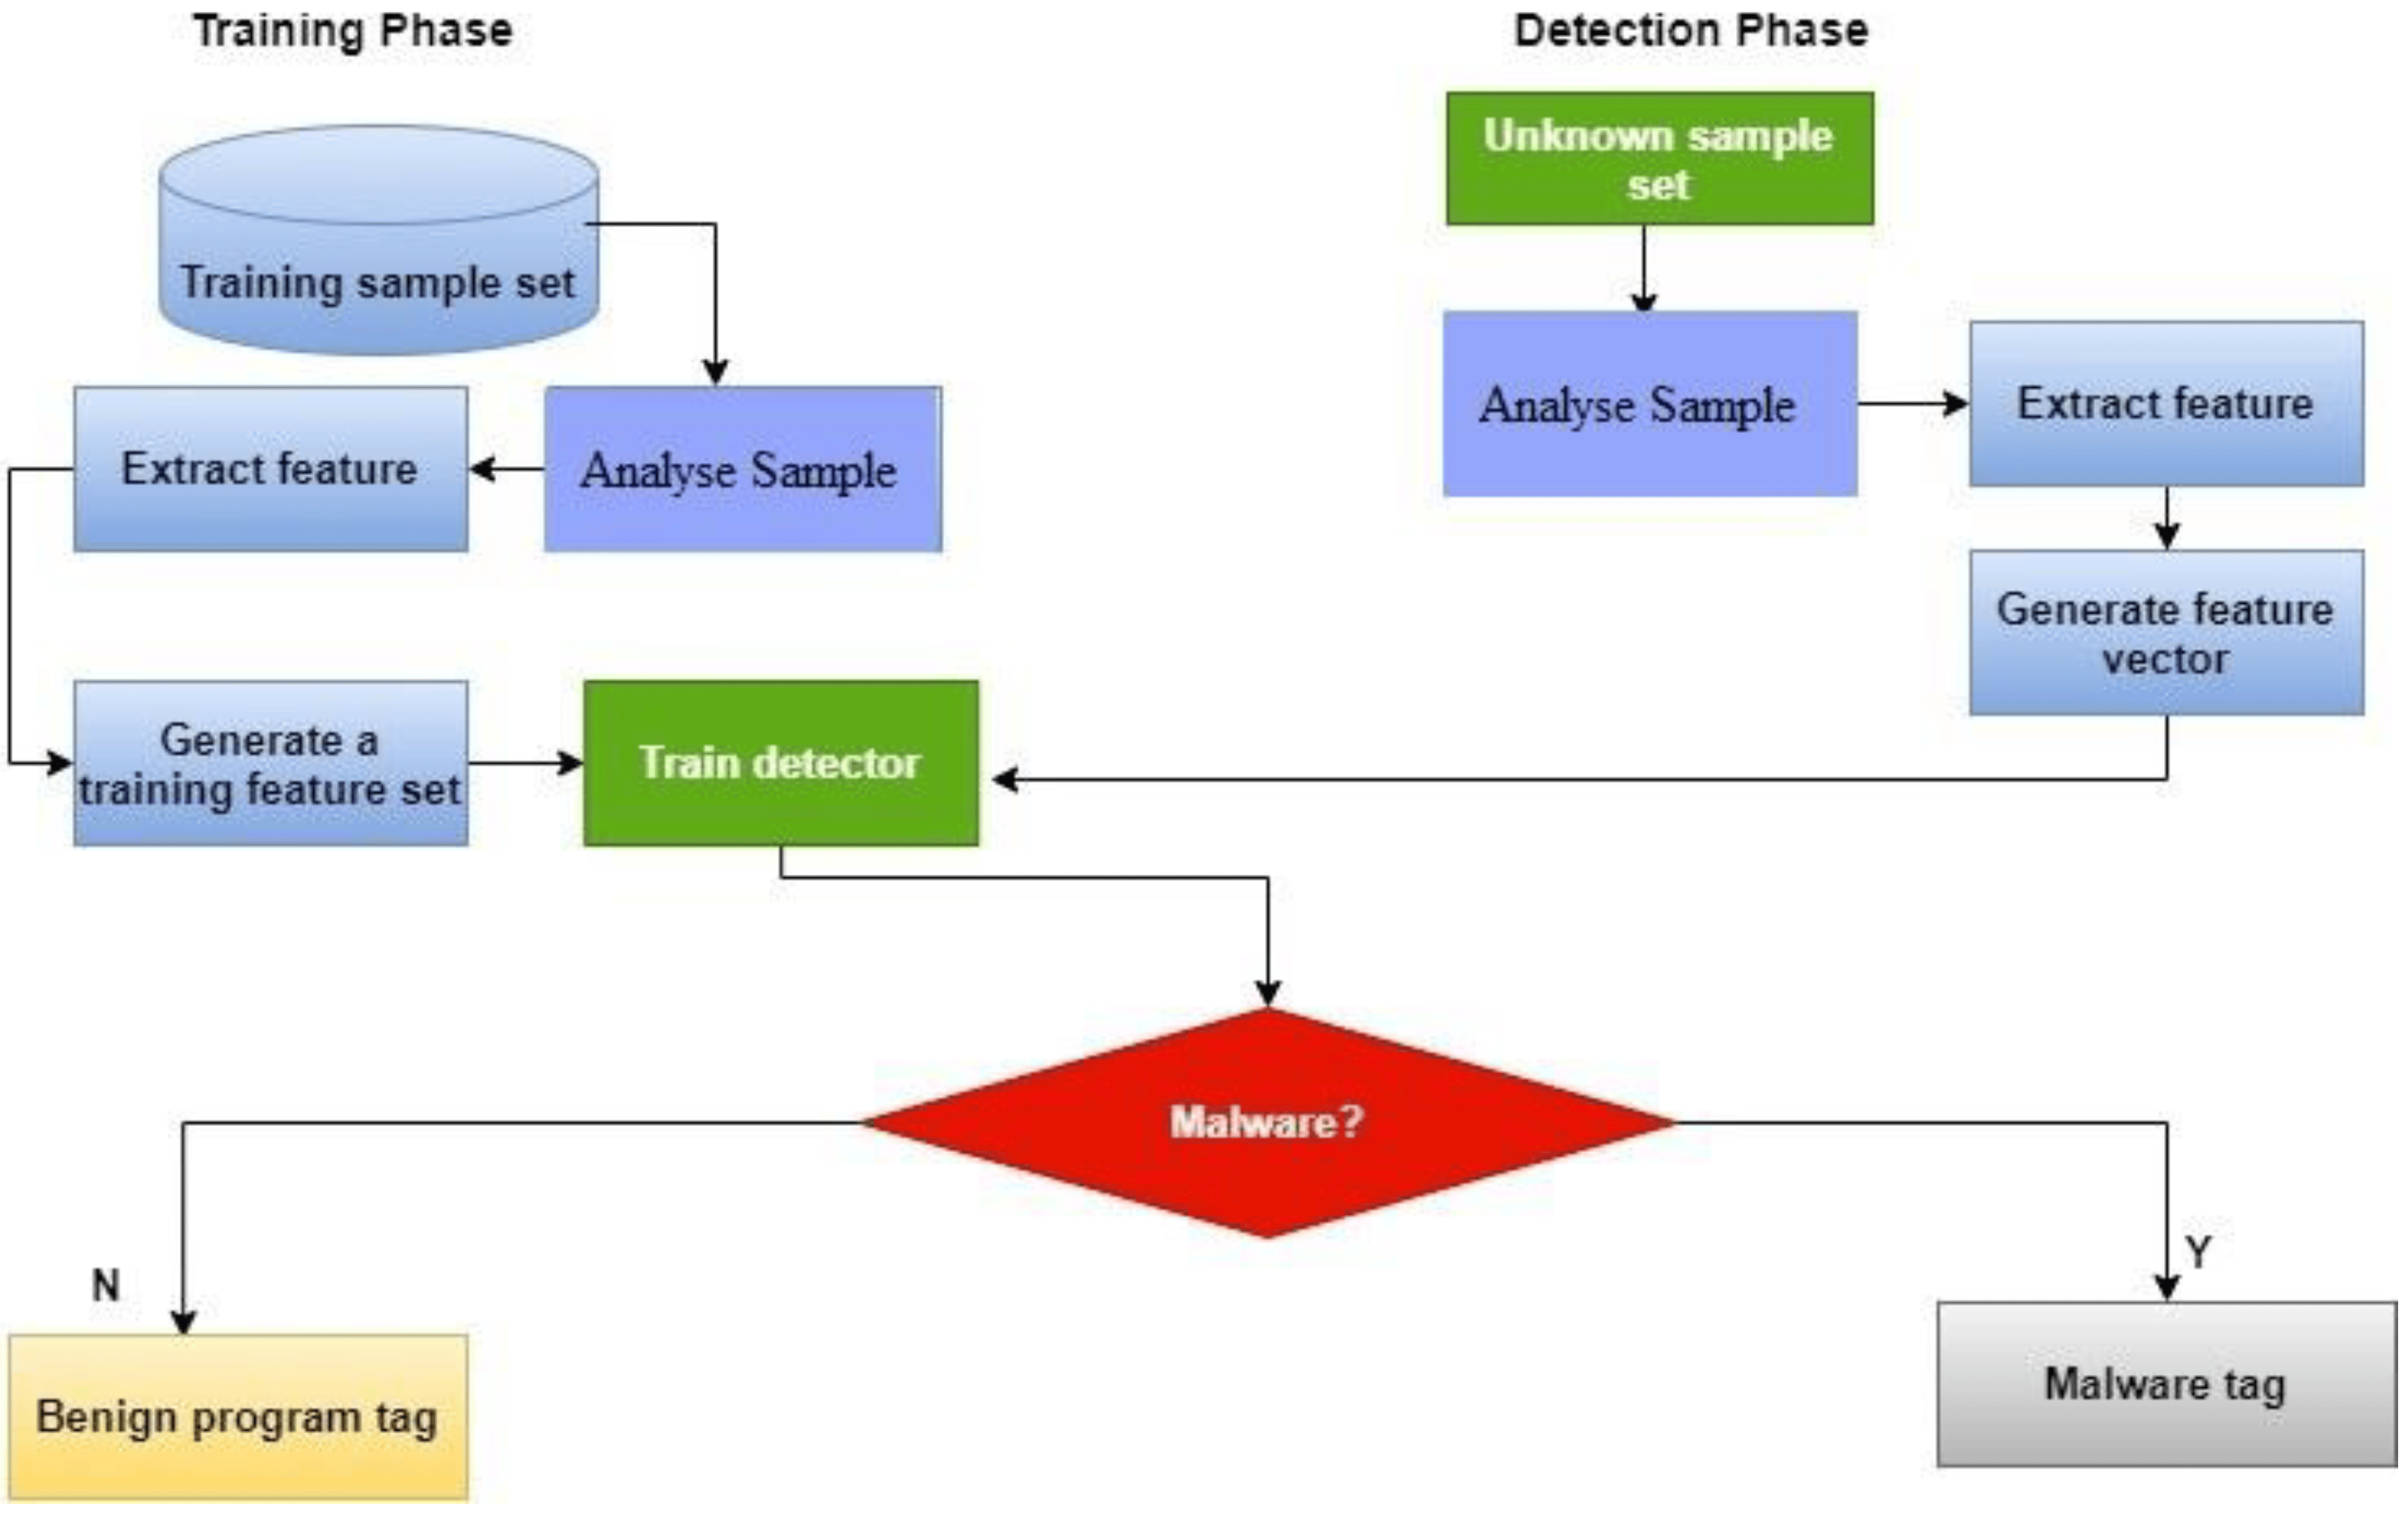 Training Phase
Detection Phase
Unknown sample
set
Training sample set
Analyse Sample
Extract feature
Extract feature
Analyse Sample
Generate feature
vector
Generate a
training feature set
Train detector
Malware?
N
Y
Benign program tag
Malware tag